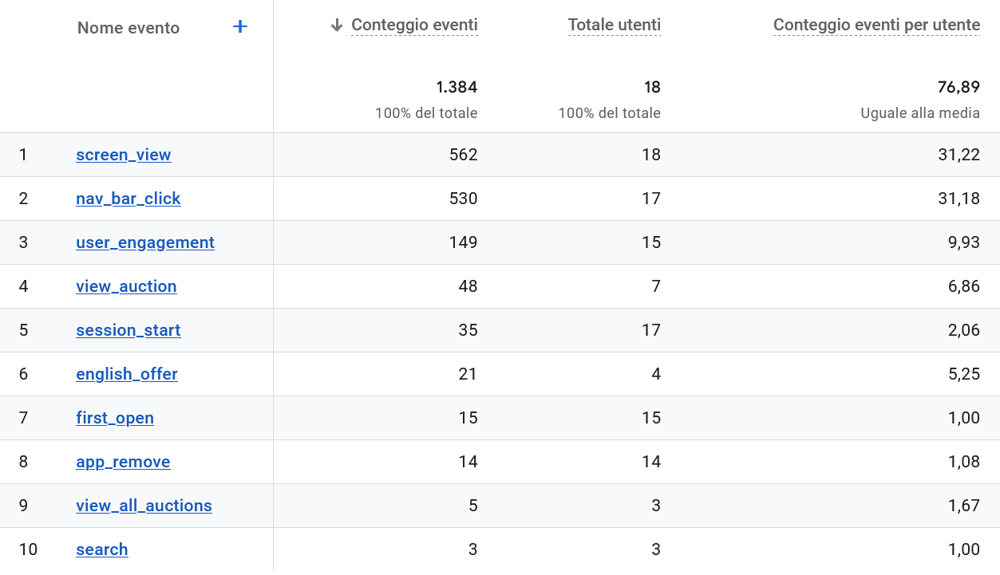 Nome evento + ↓ Conteggio eventi Totale utenti Conteggio eventi per utente
1.384 18 76,89
100% del totale 100% del totale Uguale alla media
1 screen_view 562 18 31,22
2 nav_bar_click 530 17 31,18
3 user_engagement 149 15 9,93
4 view_auction 48 7 6,86
5 session_start 35 17 2,06
6 english_offer 21 4 5,25
7 first_open 15 15 1,00
8 app_remove 14 14 1,08
9 view_all_auctions 5 3 1,67
10 search 3 3 1,00